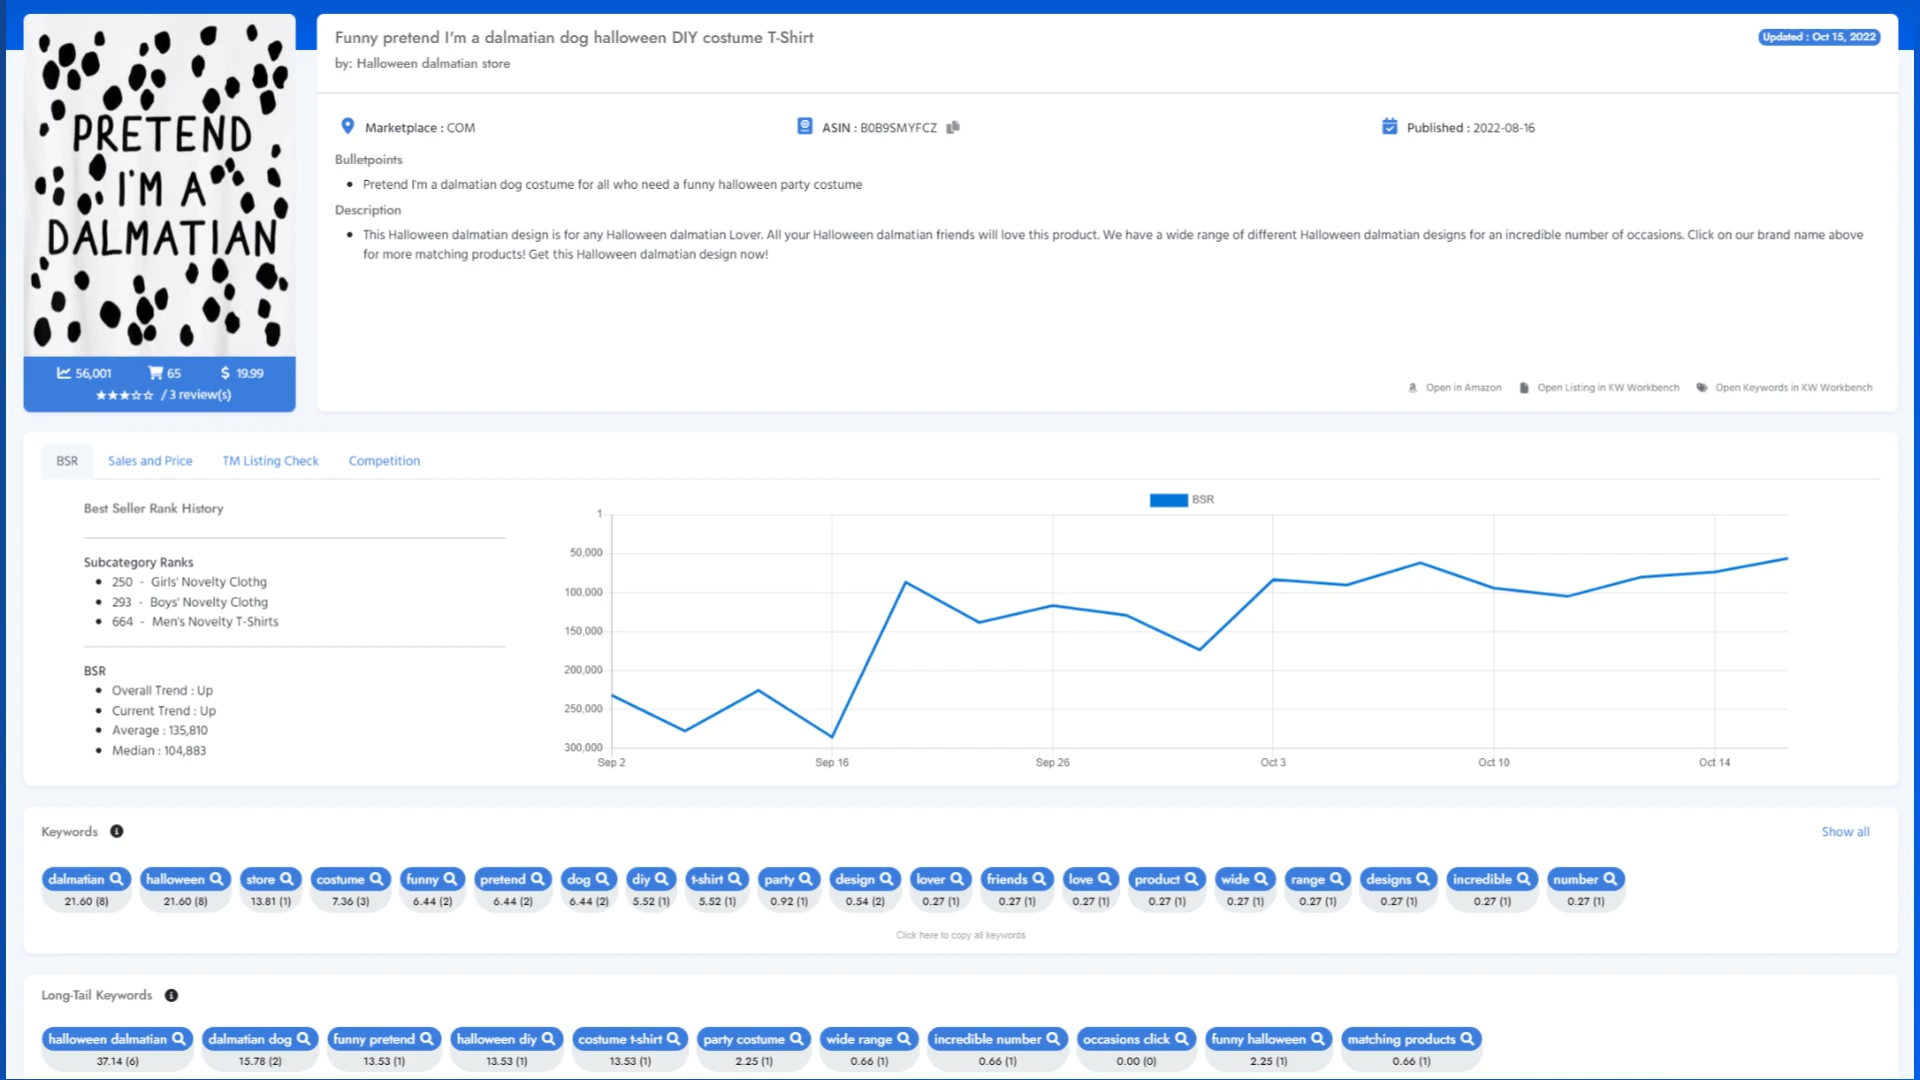 PRETEND
I'M A
DALMATIAN
56,001
65
$ 19.99
/ 3 review(s)
Funny pretend I'm a dalmatian dog halloween DIY costume T-Shirt
by: Halloween dalmatian store
Updated : Oct 15, 2022
Marketplace : COM
ASIN : B0B9SMYFCZ
Published : 2022-08-16
Bulletpoints
Pretend I'm a dalmatian dog costume for all who need a funny halloween party costume
Description
This Halloween dalmatian design is for any Halloween dalmatian Lover. All your Halloween dalmatian friends will love this product. We have a wide range of different Halloween dalmatian designs for an incredible number of occasions. Click on our brand name above
for more matching products! Get this Halloween dalmatian design now!
Open in Amazon
Open Listing in KW Workbench
Open Keywords in KW Workbench
BSR
Sales and Price
TM Listing Check
Competition
Best Seller Rank History
Subcategory Ranks
250 - Girls' Novelty Clothg
293 - Boys' Novelty Clothg
664 - Men's Novelty T-Shirts
BSR
Overall Trend : Up
Current Trend : Up
Average : 135,810
Median : 104,883
BSR
1
50,000
100,000
150,000
200,000
250,000
300,000
Sep 2
Sep 16
Sep 26
Oct 3
Oct 10
Oct 14
Keywords
Show all
dalmatian
halloween
store
costume
funny
pretend
dog
diy
t-shirt
party
design
lover
friends
love
product
wide
range
designs
incredible
number
21.60 (8)
21.60 (8)
13.81 (1)
7.36 (3)
6.44 (2)
6.44 (2)
6.44 (2)
5.52 (1)
5.52 (1)
0.92 (1)
0.54 (2)
0.27 (1)
0.27 (1)
0.27 (1)
0.27 (1)
0.27 (1)
0.27 (1)
0.27 (1)
0.27 (1)
0.27 (1)
Click here to copy all keywords
Long-Tail Keywords
halloween dalmatian
dalmatian dog
funny pretend
halloween diy
costume t-shirt
party costume
wide range
incredible number
occasions click
funny halloween
matching products
37.14 (6)
15.78 (2)
13.53 (1)
13.53 (1)
13.53 (1)
2.25 (1)
0.66 (1)
0.66 (1)
0.00 (0)
2.25 (1)
0.66 (1)